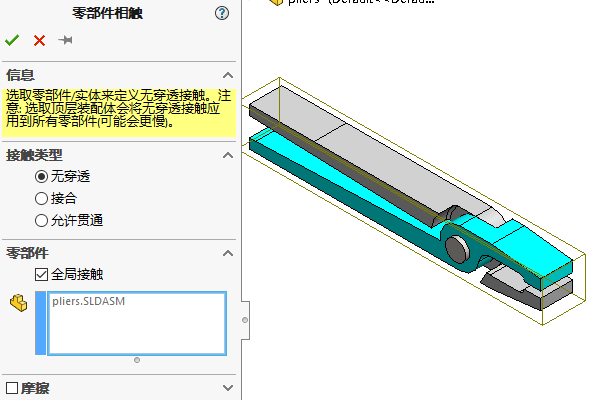 零部件相触
pliers (Default<<Defau...
信息
选取零部件/实体来定义无穿透接触。注
意: 选取顶层装配体会将无穿透接触应
用到所有零部件(可能会更慢)。
接触类型
无穿透
接合
允许贯通
零部件
全局接触
pliers.SLDASM
摩擦